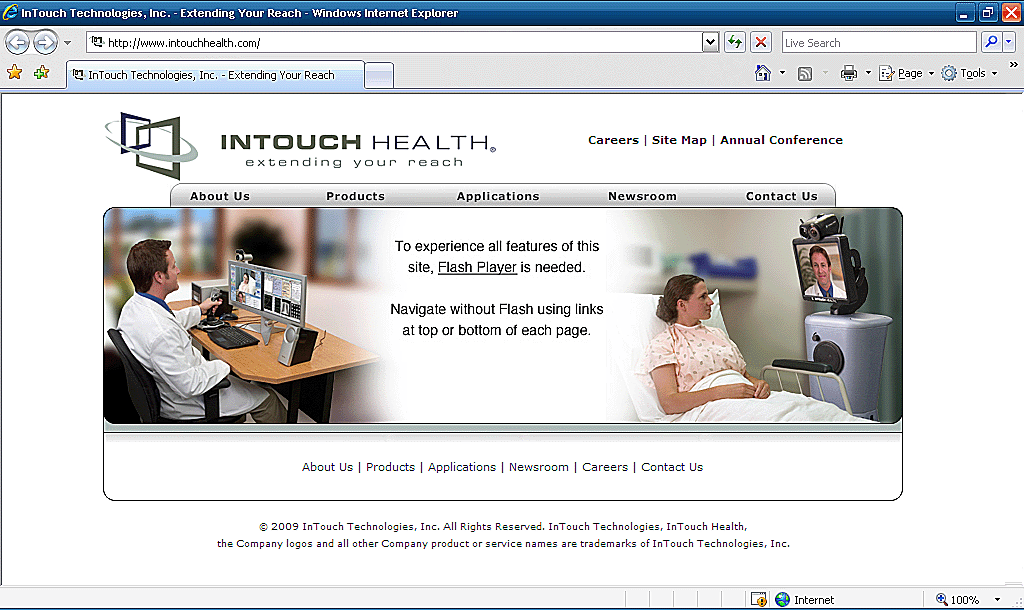 InTouch Technologies, Inc. - Extending Your Reach - Windows Internet Explorer
http://www.intouchhealth.com/
Live Search
InTouch Technologies, Inc. - Extending Your Reach
Page
Tools
INTOUCH HEALTH®
extending your reach
Careers | Site Map | Annual Conference
About Us Products Applications Newsroom Contact Us
To experience all features of this
site, Flash Player is needed.
Navigate without Flash using links
at top or bottom of each page.
About Us | Products | Applications | Newsroom | Careers | Contact Us
© 2009 InTouch Technologies, Inc. All Rights Reserved. InTouch Technologies, InTouch Health,
the Company logos and all other Company product or service names are trademarks of InTouch Technologies, Inc.
Internet
100%